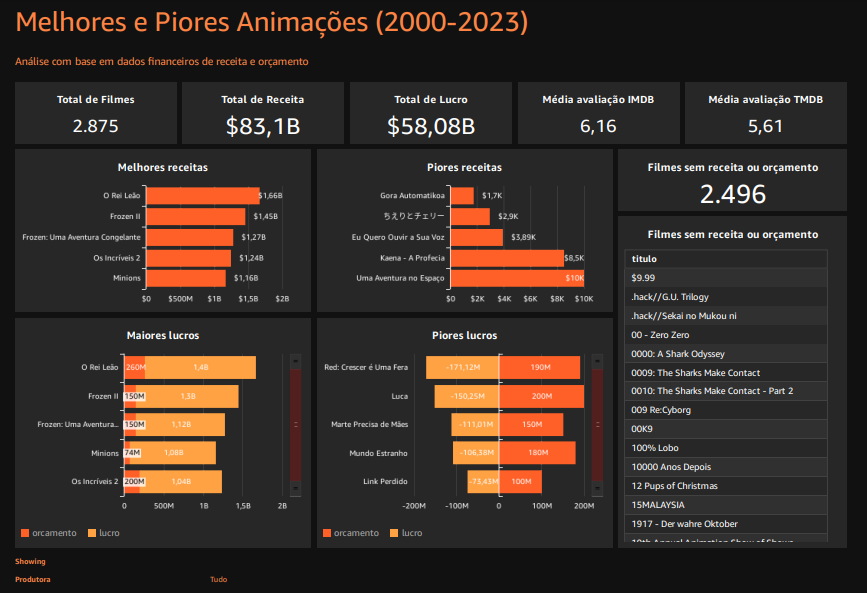 Melhores e Piores Animações (2000-2023)
Análise com base em dados financeiros de receita e orçamento
Total de Filmes
2.875
Total de Receita
$83,1B
Total de Lucro
$58,08B
Média avaliação IMDB
6,16
Média avaliação TMDB
5,61
Melhores receitas
O Rei Leão
$1,66B
Frozen II
$1,45B
Frozen: Uma Aventura Congelante
$1,27B
Os Incríveis 2
$1,24B
Minions
$1,16B
$0 $500M $1B $1,5B $2B
Piores receitas
Gora Automatikoa
$1,7K
ちえりとチェリー
$2,9K
Eu Quero Ouvir a Sua Voz
$3,89K
Kaena - A Profecia
$8,5K
Uma Aventura no Espaço
$10K
$0 $2K $4K $6K $8K $10K
Filmes sem receita ou orçamento
2.496
Maiores lucros
O Rei Leão
260M 1,4B
Frozen II
150M 1,3B
Frozen: Uma Aventura...
150M 1,12B
Minions
74M 1,08B
Os Incríveis 2
200M 1,04B
0 500M 1B 1,5B 2B
orcamento lucro
Piores lucros
Red: Crescer é Uma Fera
-171,12M 190M
Luca
-150,25M 200M
Marte Precisa de Mães
-111,01M 150M
Mundo Estranho
-106,38M 180M
Link Perdido
-73,43M 100M
-200M -100M 0 100M 200M
orcamento lucro
Filmes sem receita ou orçamento
titulo
$9.99
.hack//G.U. Trilogy
.hack//Sekai no Mukou ni
00 - Zero Zero
0000: A Shark Odyssey
0009: The Sharks Make Contact
0010: The Sharks Make Contact - Part 2
009 Re:Cyborg
00K9
100% Lobo
10000 Anos Depois
12 Pups of Christmas
15MALAYSIA
1917 - Der wahre Oktober
Showing
Produtora Tudo